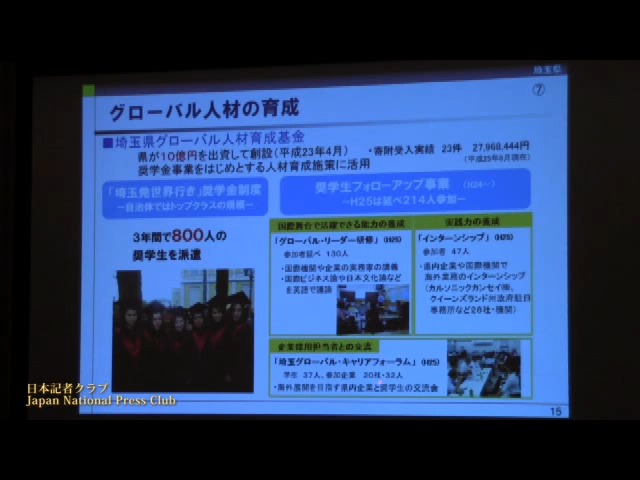 埼玉県
⑦
グローバル人材の育成
■埼玉県グローバル人材育成基金
県が10億円を出資して創設（平成23年4月） ・寄附受入実績 23件 27,968,444円
奨学金事業をはじめとする人材育成施策に活用 （平成25年8月現在）
「埼玉発世界行き」奨学金制度
－自治体ではトップクラスの規模－
3年間で800人の
奨学生を派遣
奨学生フォローアップ事業 （H24～）
－H25は延べ214人参加－
国際舞台で活躍できる能力の養成
「グローバル・リーダー研修」（H25）
参加者延べ 130人
・国際機関や企業の実務家の講義
・国際ビジネス論や日本文化論など
を英語で議論
実践力の養成
「インターンシップ」（H25）
参加者 47人
・県内企業や国際機関で
海外業務のインターンシップ
（カルソニックカンセイ㈱、
クイーンズランド州政府駐日
事務所など28社・機関）
企業採用担当者との交流
「埼玉グローバル・キャリアフォーラム」（H25）
学生 37人、参加企業 20社・32人
・海外展開を目指す県内企業と奨学生の交流会
15
日本記者クラブ
Japan National Press Club